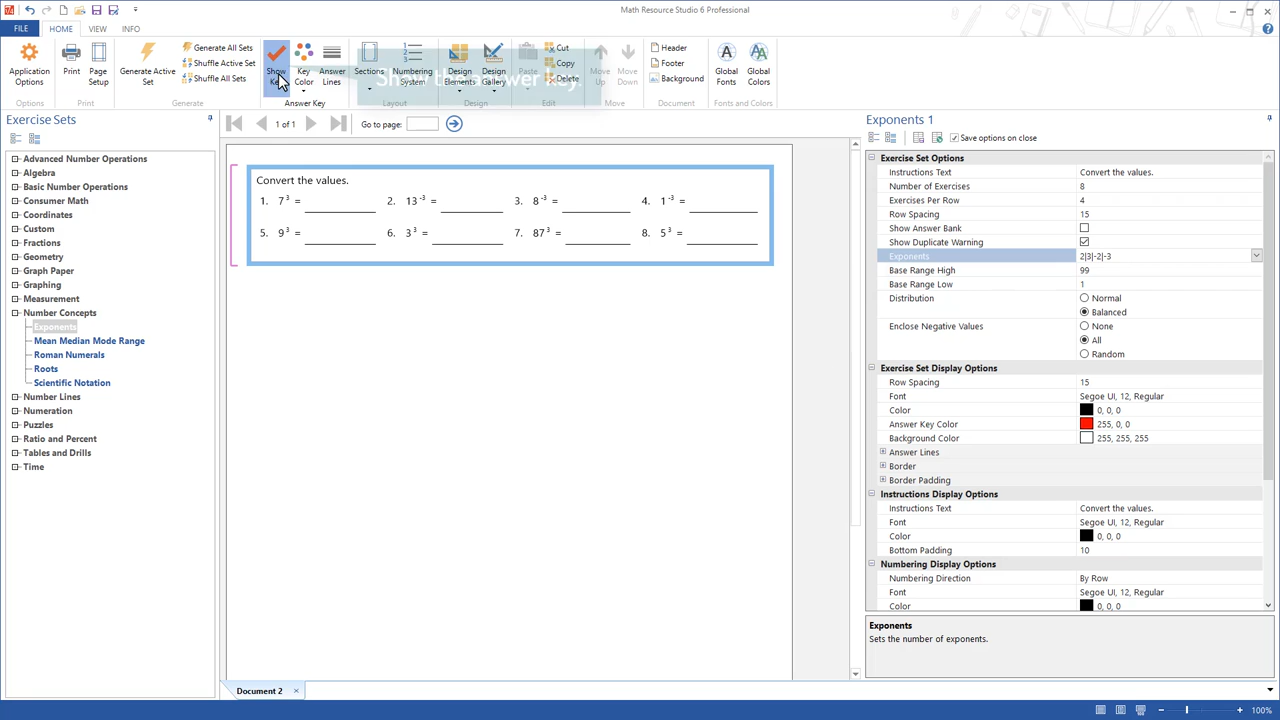 Math Resource Studio 6 Professional
FILE HOME VIEW INFO
Application Options
Print
Page Setup
Generate Active Set
Generate All Sets
Shuffle Active Set
Shuffle All Sets
Show Key
Key Color
Answer Lines
Sections
Numbering System
Design Elements
Design Gallery
Paste
Cut
Copy
Delete
Move Up
Move Down
Header
Footer
Background
Global Fonts
Global Colors
Show the answer key.
Options Print Generate Answer Key Layout Design Edit Move Document Fonts and Colors
Exercise Sets
Advanced Number Operations
Algebra
Basic Number Operations
Consumer Math
Coordinates
Custom
Fractions
Geometry
Graph Paper
Graphing
Measurement
Number Concepts
Exponents
Mean Median Mode Range
Roman Numerals
Roots
Scientific Notation
Number Lines
Numeration
Puzzles
Ratio and Percent
Tables and Drills
Time
1 of 1 Go to page:
Convert the values.
1. 7³ = 2. 13⁻³ = 3. 8⁻³ = 4. 1⁻³ =
5. 9³ = 6. 3³ = 7. 87³ = 8. 5³ =
Document 2
Exponents 1
Save options on close
Exercise Set Options
Instructions Text Convert the values.
Number of Exercises 8
Exercises Per Row 4
Row Spacing 15
Show Answer Bank
Show Duplicate Warning
Exponents 2|3|-2|-3
Base Range High 99
Base Range Low 1
Distribution Normal
Balanced
Enclose Negative Values None
All
Random
Exercise Set Display Options
Row Spacing 15
Font Segoe UI, 12, Regular
Color 0, 0, 0
Answer Key Color 255, 0, 0
Background Color 255, 255, 255
Answer Lines
Border
Border Padding
Instructions Display Options
Instructions Text Convert the values.
Font Segoe UI, 12, Regular
Color 0, 0, 0
Bottom Padding 10
Numbering Display Options
Numbering Direction By Row
Font Segoe UI, 12, Regular
Color 0, 0, 0
Exponents
Sets the number of exponents.
100%